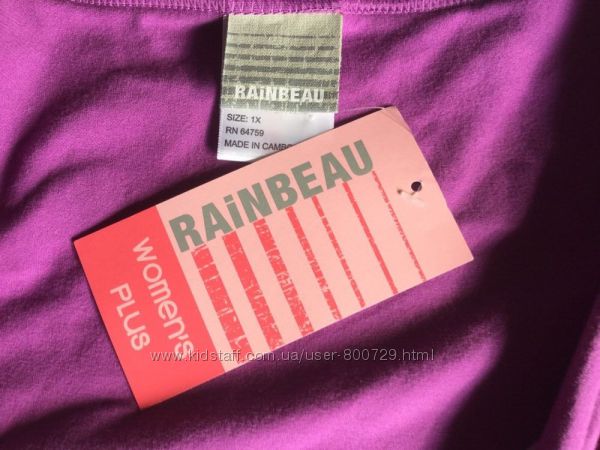 RAiNBEAU
SIZE: 1X
RN 64759
MADE IN CAMBO
RAiNBEAU
women's
PLUS
www.kidstaff.com.ua/user-800729.html